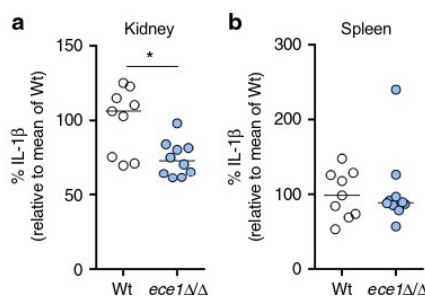 a
Kidney
% IL-1β
(relative to mean of Wt)
150
100
50
0
*
Wt
ece1Δ/Δ
b
Spleen
% IL-1β
(relative to mean of Wt)
300
200
100
0
Wt
ece1Δ/Δ